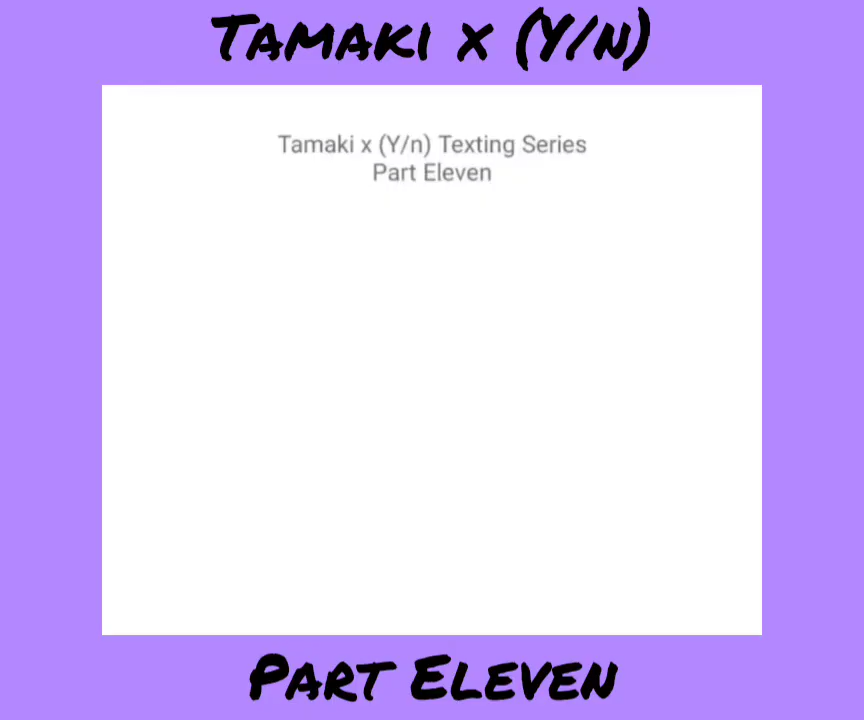 Tamaki x (Y/n)
Tamaki x (Y/n) Texting Series
Part Eleven
Part Eleven